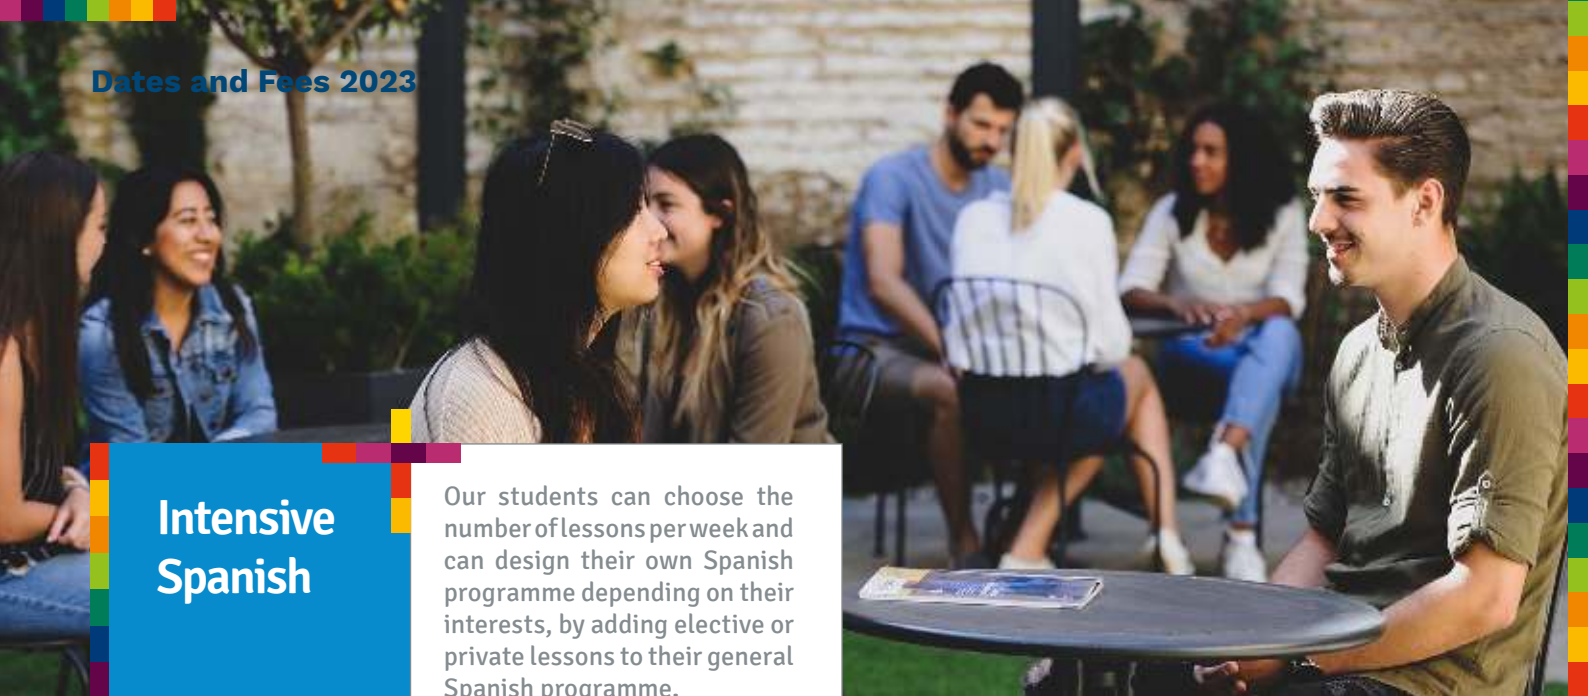 Dates and Fees 2023
Intensive
Spanish
Our students can choose the
number of lessons per week and
can design their own Spanish
programme depending on their
interests, by adding elective or
private lessons to their general
Spanish programme.